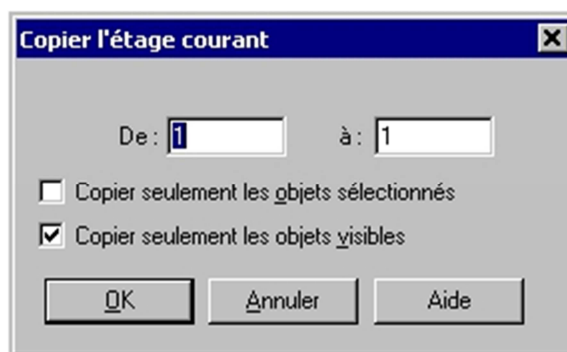 Copier l'étage courant
De : 1 à : 1
Copier seulement les objets sélectionnés
Copier seulement les objets visibles
OK Annuler Aide